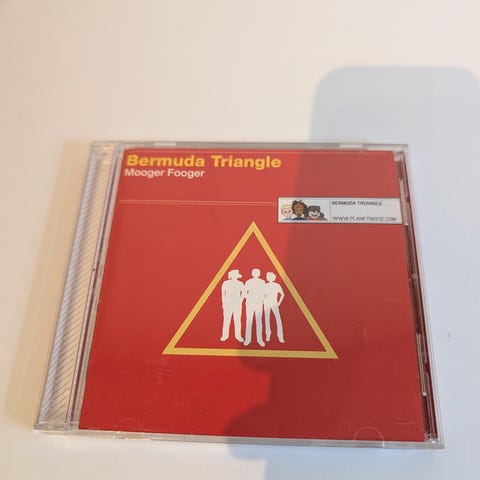 Bermuda Triangle
Mooger Fooger
BERMUDA TRIANGLE
WWW.PLANETNOISE.COM